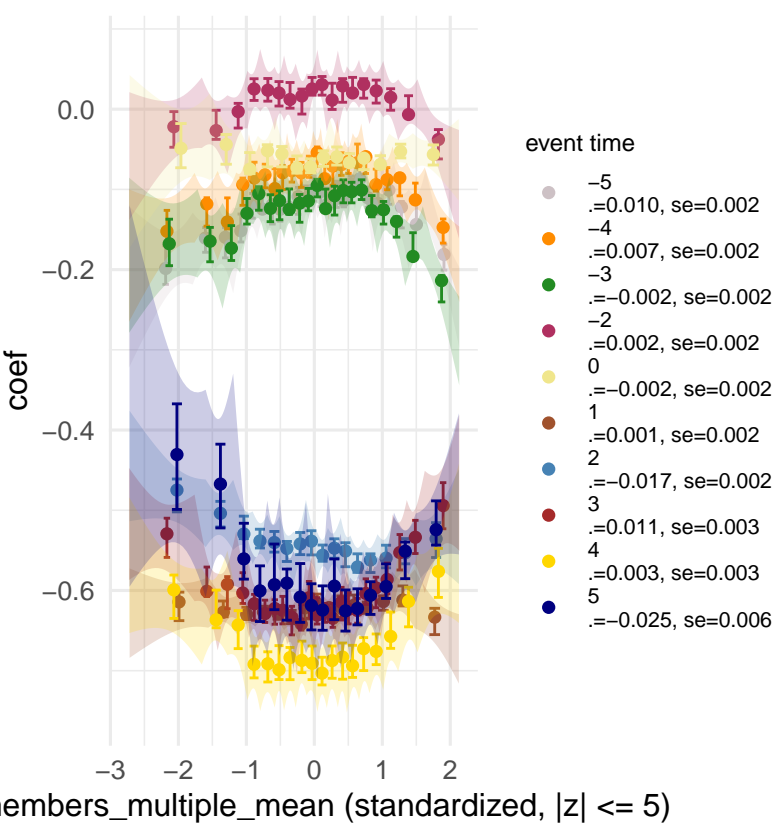 coef
0.0
−0.2
−0.4
−0.6
−3 −2 −1 0 1 2
members_multiple_mean (standardized, |z| <= 5)
event time
−5
.=0.010, se=0.002
−4
.=0.007, se=0.002
−3
.=−0.002, se=0.002
−2
.=0.002, se=0.002
0
.=−0.002, se=0.002
1
.=0.001, se=0.002
2
.=−0.017, se=0.002
3
.=0.011, se=0.003
4
.=0.003, se=0.003
5
.=−0.025, se=0.006